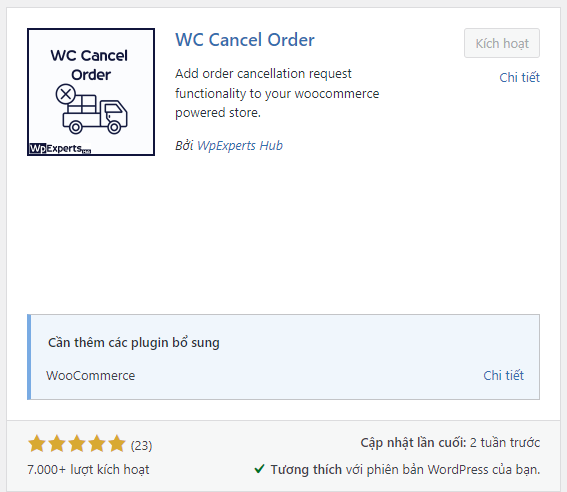 WC Cancel
Order
WpExperts Hub
WC Cancel Order
Kích hoạt
Chi tiết
Add order cancellation request
functionality to your woocommerce
powered store.
Bởi WpExperts Hub
Cần thêm các plugin bổ sung
WooCommerce
Chi tiết
(23)
7.000+ lượt kích hoạt
Cập nhật lần cuối: 2 tuần trước
Tương thích với phiên bản WordPress của bạn.